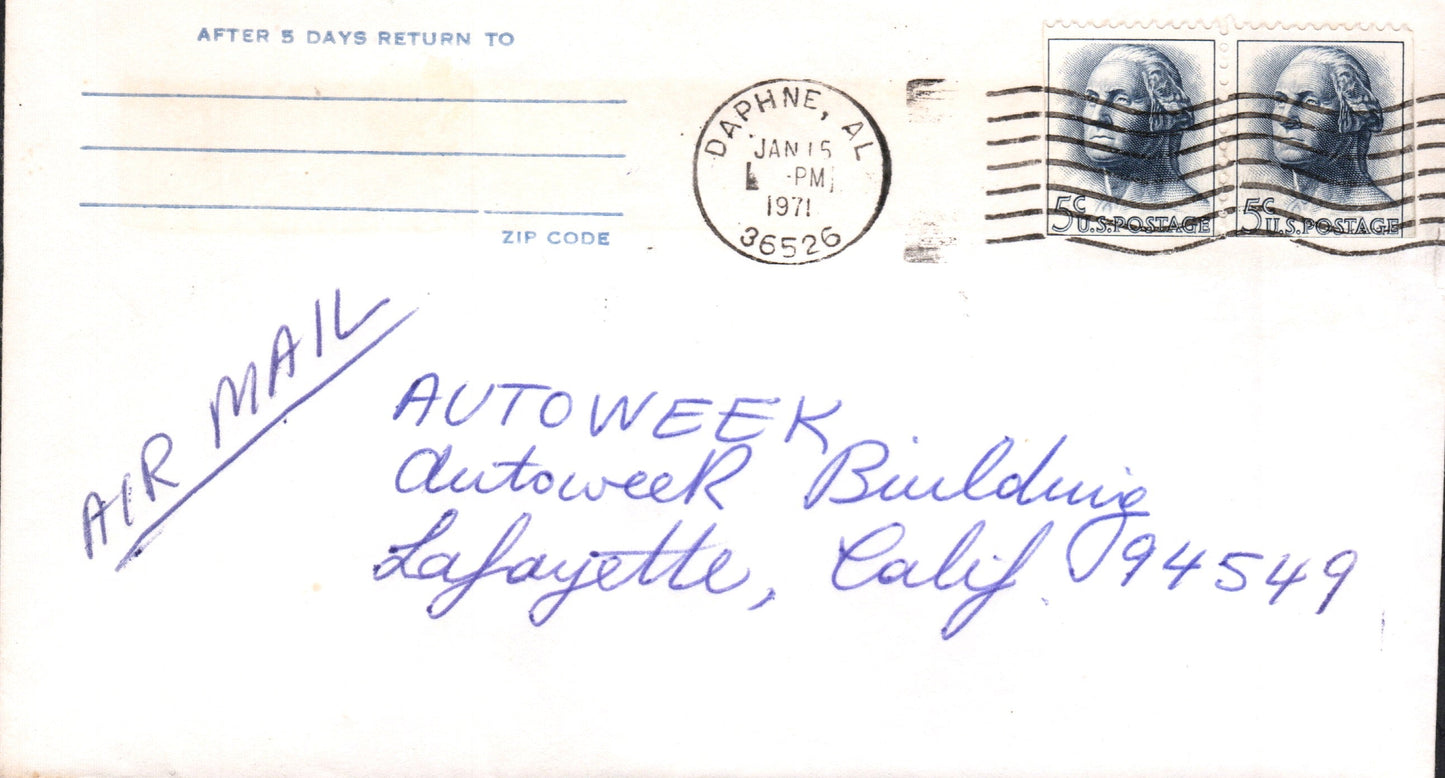 AFTER 5 DAYS RETURN TO
ZIP CODE
DAPHNE, AL
JAN 15
-PM
1971
36526
5c U.S.POSTAGE
5c U.S.POSTAGE
AIR MAIL
AUTOWEEK
Autoweek Building
Lafayette, Calif. 94549